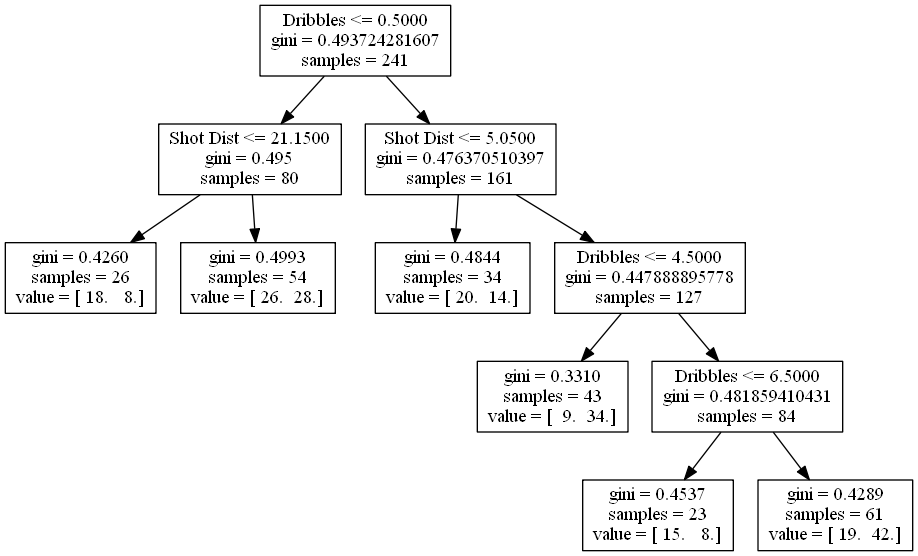 Dribbles <= 0.5000
gini = 0.493724281607
samples = 241
Shot Dist <= 21.1500
gini = 0.495
samples = 80
Shot Dist <= 5.0500
gini = 0.476370510397
samples = 161
gini = 0.4260
samples = 26
value = [ 18.   8.]
gini = 0.4993
samples = 54
value = [ 26.  28.]
gini = 0.4844
samples = 34
value = [ 20.  14.]
Dribbles <= 4.5000
gini = 0.447888895778
samples = 127
gini = 0.3310
samples = 43
value = [  9.  34.]
Dribbles <= 6.5000
gini = 0.481859410431
samples = 84
gini = 0.4537
samples = 23
value = [ 15.   8.]
gini = 0.4289
samples = 61
value = [ 19.  42.]